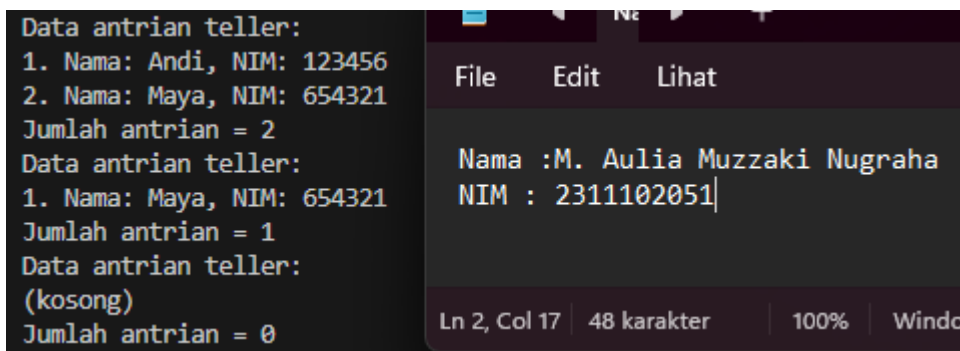 Data antrian teller:
1. Nama: Andi, NIM: 123456
2. Nama: Maya, NIM: 654321
Jumlah antrian = 2
Data antrian teller:
1. Nama: Maya, NIM: 654321
Jumlah antrian = 1
Data antrian teller:
(kosong)
Jumlah antrian = 0
File Edit Lihat
Nama :M. Aulia Muzzaki Nugraha
NIM : 2311102051
Ln 2, Col 17 48 karakter 100%